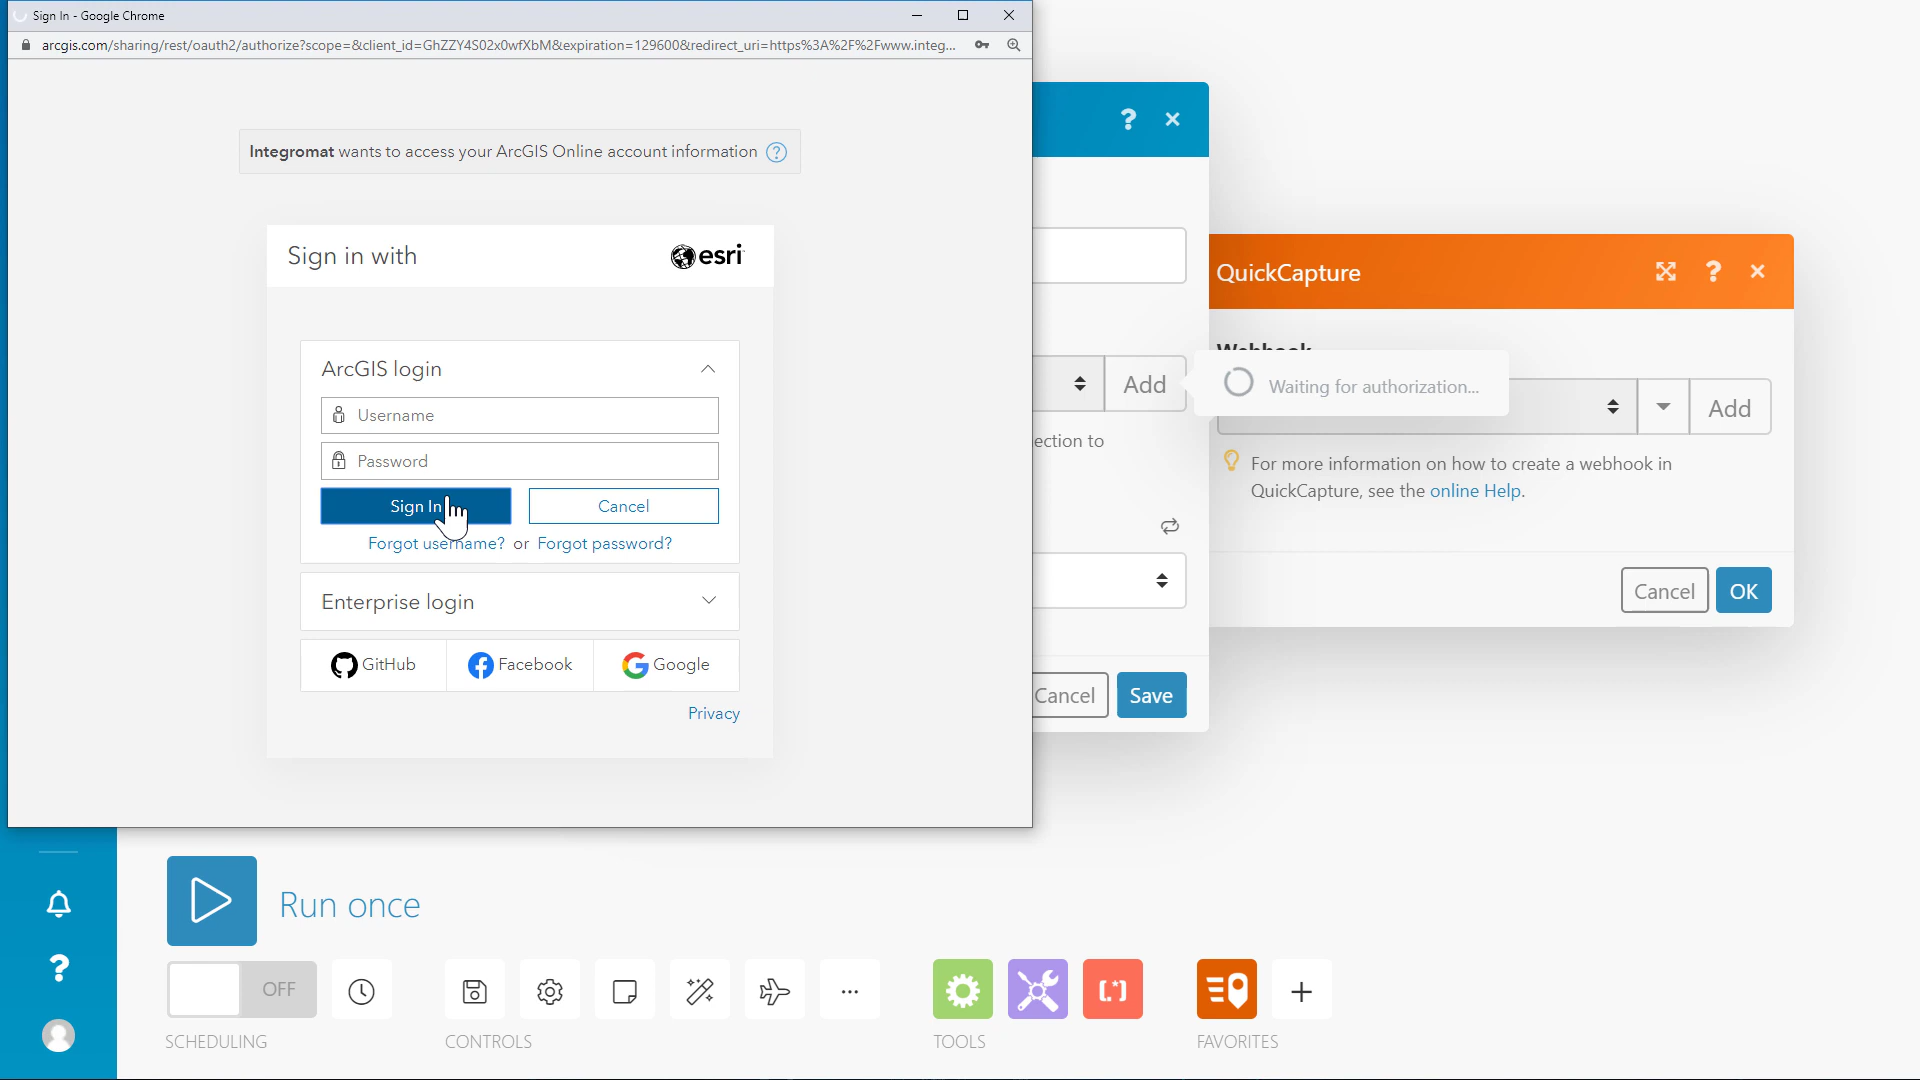 Sign In - Google Chrome
arcgis.com/sharing/rest/oauth2/authorize?scope=&client_id=GhZZY4S02x0wfXbM&expiration=129600&redirect_uri=https%3A%2F%2Fwww.integ...
Integromat wants to access your ArcGIS Online account information ?
Sign in with esri
ArcGIS login
Username
Password
Sign In
Cancel
Forgot username? or Forgot password?
Enterprise login
GitHub
Facebook
Google
Privacy
?
Add
ection to
Cancel
Save
QuickCapture
?
Webhook
Waiting for authorization...
Add
For more information on how to create a webhook in
QuickCapture, see the online Help.
Cancel
OK
?
Run once
OFF
SCHEDULING
CONTROLS
[.*]
TOOLS
FAVORITES